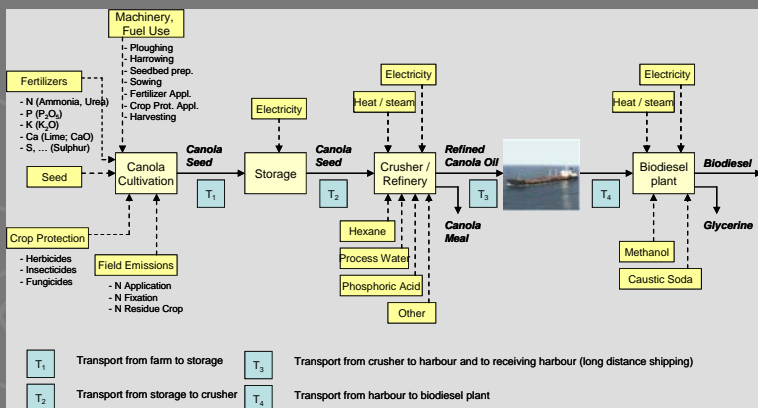 Machinery,
Fuel Use
- Ploughing
- Harrowing
- Seedbed prep.
- Sowing
- Fertilizer Appl.
- Crop Prot. Appl.
- Harvesting
Fertilizers
- N (Ammonia, Urea)
- P (P₂O₅)
- K (K₂O)
- Ca (Lime; CaO)
- S, ... (Sulphur)
Seed
Canola
Cultivation
Crop Protection
- Herbicides
- Insecticides
- Fungicides
Field Emissions
- N Application
- N Fixation
- N Residue Crop
Canola
Seed
T₁
Electricity
Storage
Canola
Seed
T₂
Electricity
Heat / steam
Crusher /
Refinery
Hexane
Process Water
Phosphoric Acid
Other
Refined
Canola Oil
T₃
Canola
Meal
T₄
Electricity
Heat / steam
Biodiesel
plant
Methanol
Caustic Soda
Biodiesel
Glycerine
T₁ Transport from farm to storage
T₃ Transport from crusher to harbour and to receiving harbour (long distance shipping)
T₂ Transport from storage to crusher
T₄ Transport from harbour to biodiesel plant